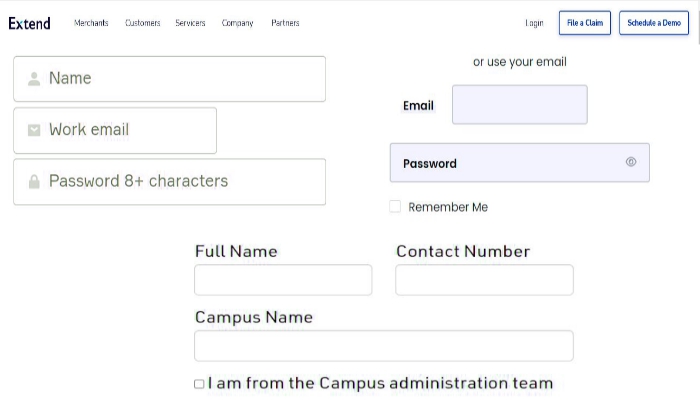 Extend Merchants Customers Servicers Company Partners Login File a Claim Schedule a Demo
or use your email
Name
Email
Work email
Password
Password 8+ characters
Remember Me
Full Name Contact Number
Campus Name
I am from the Campus administration team